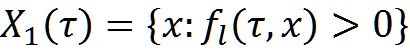 X₁(τ) = {x: fₗ(τ, x) > 0}